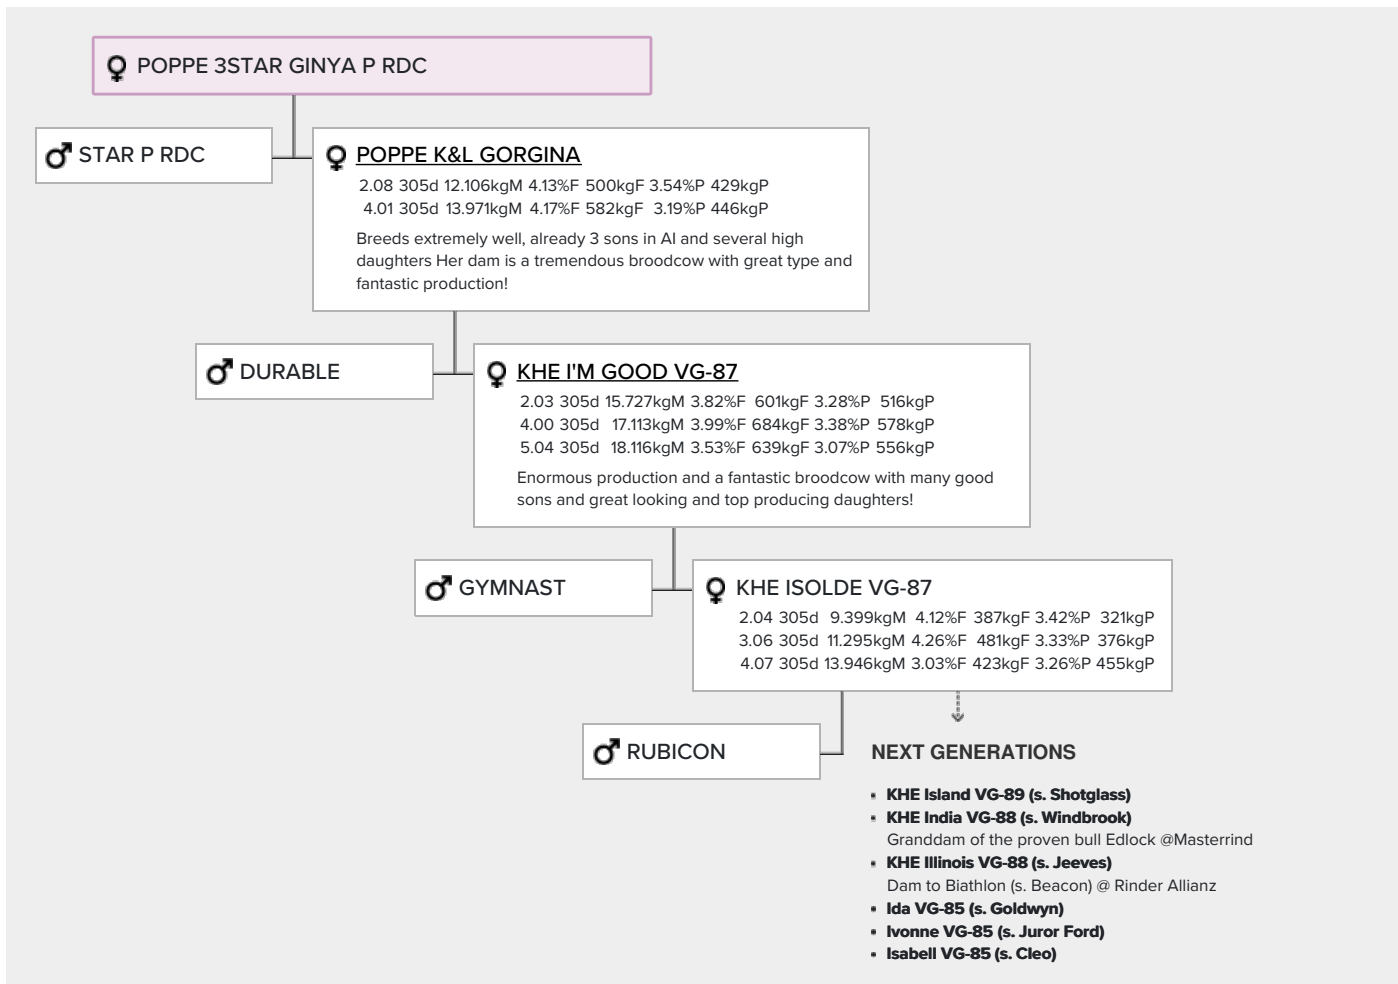 POPPE 3STAR GINYA P RDC
STAR P RDC
POPPE K&L GORGINA
2.08 305d 12.106kgM 4.13%F 500kgF 3.54%P 429kgP
4.01 305d 13.971kgM 4.17%F 582kgF 3.19%P 446kgP
Breeds extremely well, already 3 sons in AI and several high
daughters Her dam is a tremendous broodcow with great type and
fantastic production!
DURABLE
KHE I'M GOOD VG-87
2.03 305d 15.727kgM 3.82%F 601kgF 3.28%P 516kgP
4.00 305d 17.113kgM 3.99%F 684kgF 3.38%P 578kgP
5.04 305d 18.116kgM 3.53%F 639kgF 3.07%P 556kgP
Enormous production and a fantastic broodcow with many good
sons and great looking and top producing daughters!
GYMNAST
KHE ISOLDE VG-87
2.04 305d 9.399kgM 4.12%F 387kgF 3.42%P 321kgP
3.06 305d 11.295kgM 4.26%F 481kgF 3.33%P 376kgP
4.07 305d 13.946kgM 3.03%F 423kgF 3.26%P 455kgP
RUBICON
NEXT GENERATIONS
KHE Island VG-89 (s. Shotglass)
KHE India VG-88 (s. Windbrook)
Granddam of the proven bull Edlock @Masterrind
KHE Illinois VG-88 (s. Jeeves)
Dam to Biathlon (s. Beacon) @ Rinder Allianz
Ida VG-85 (s. Goldwyn)
Ivonne VG-85 (s. Juror Ford)
Isabell VG-85 (s. Cleo)